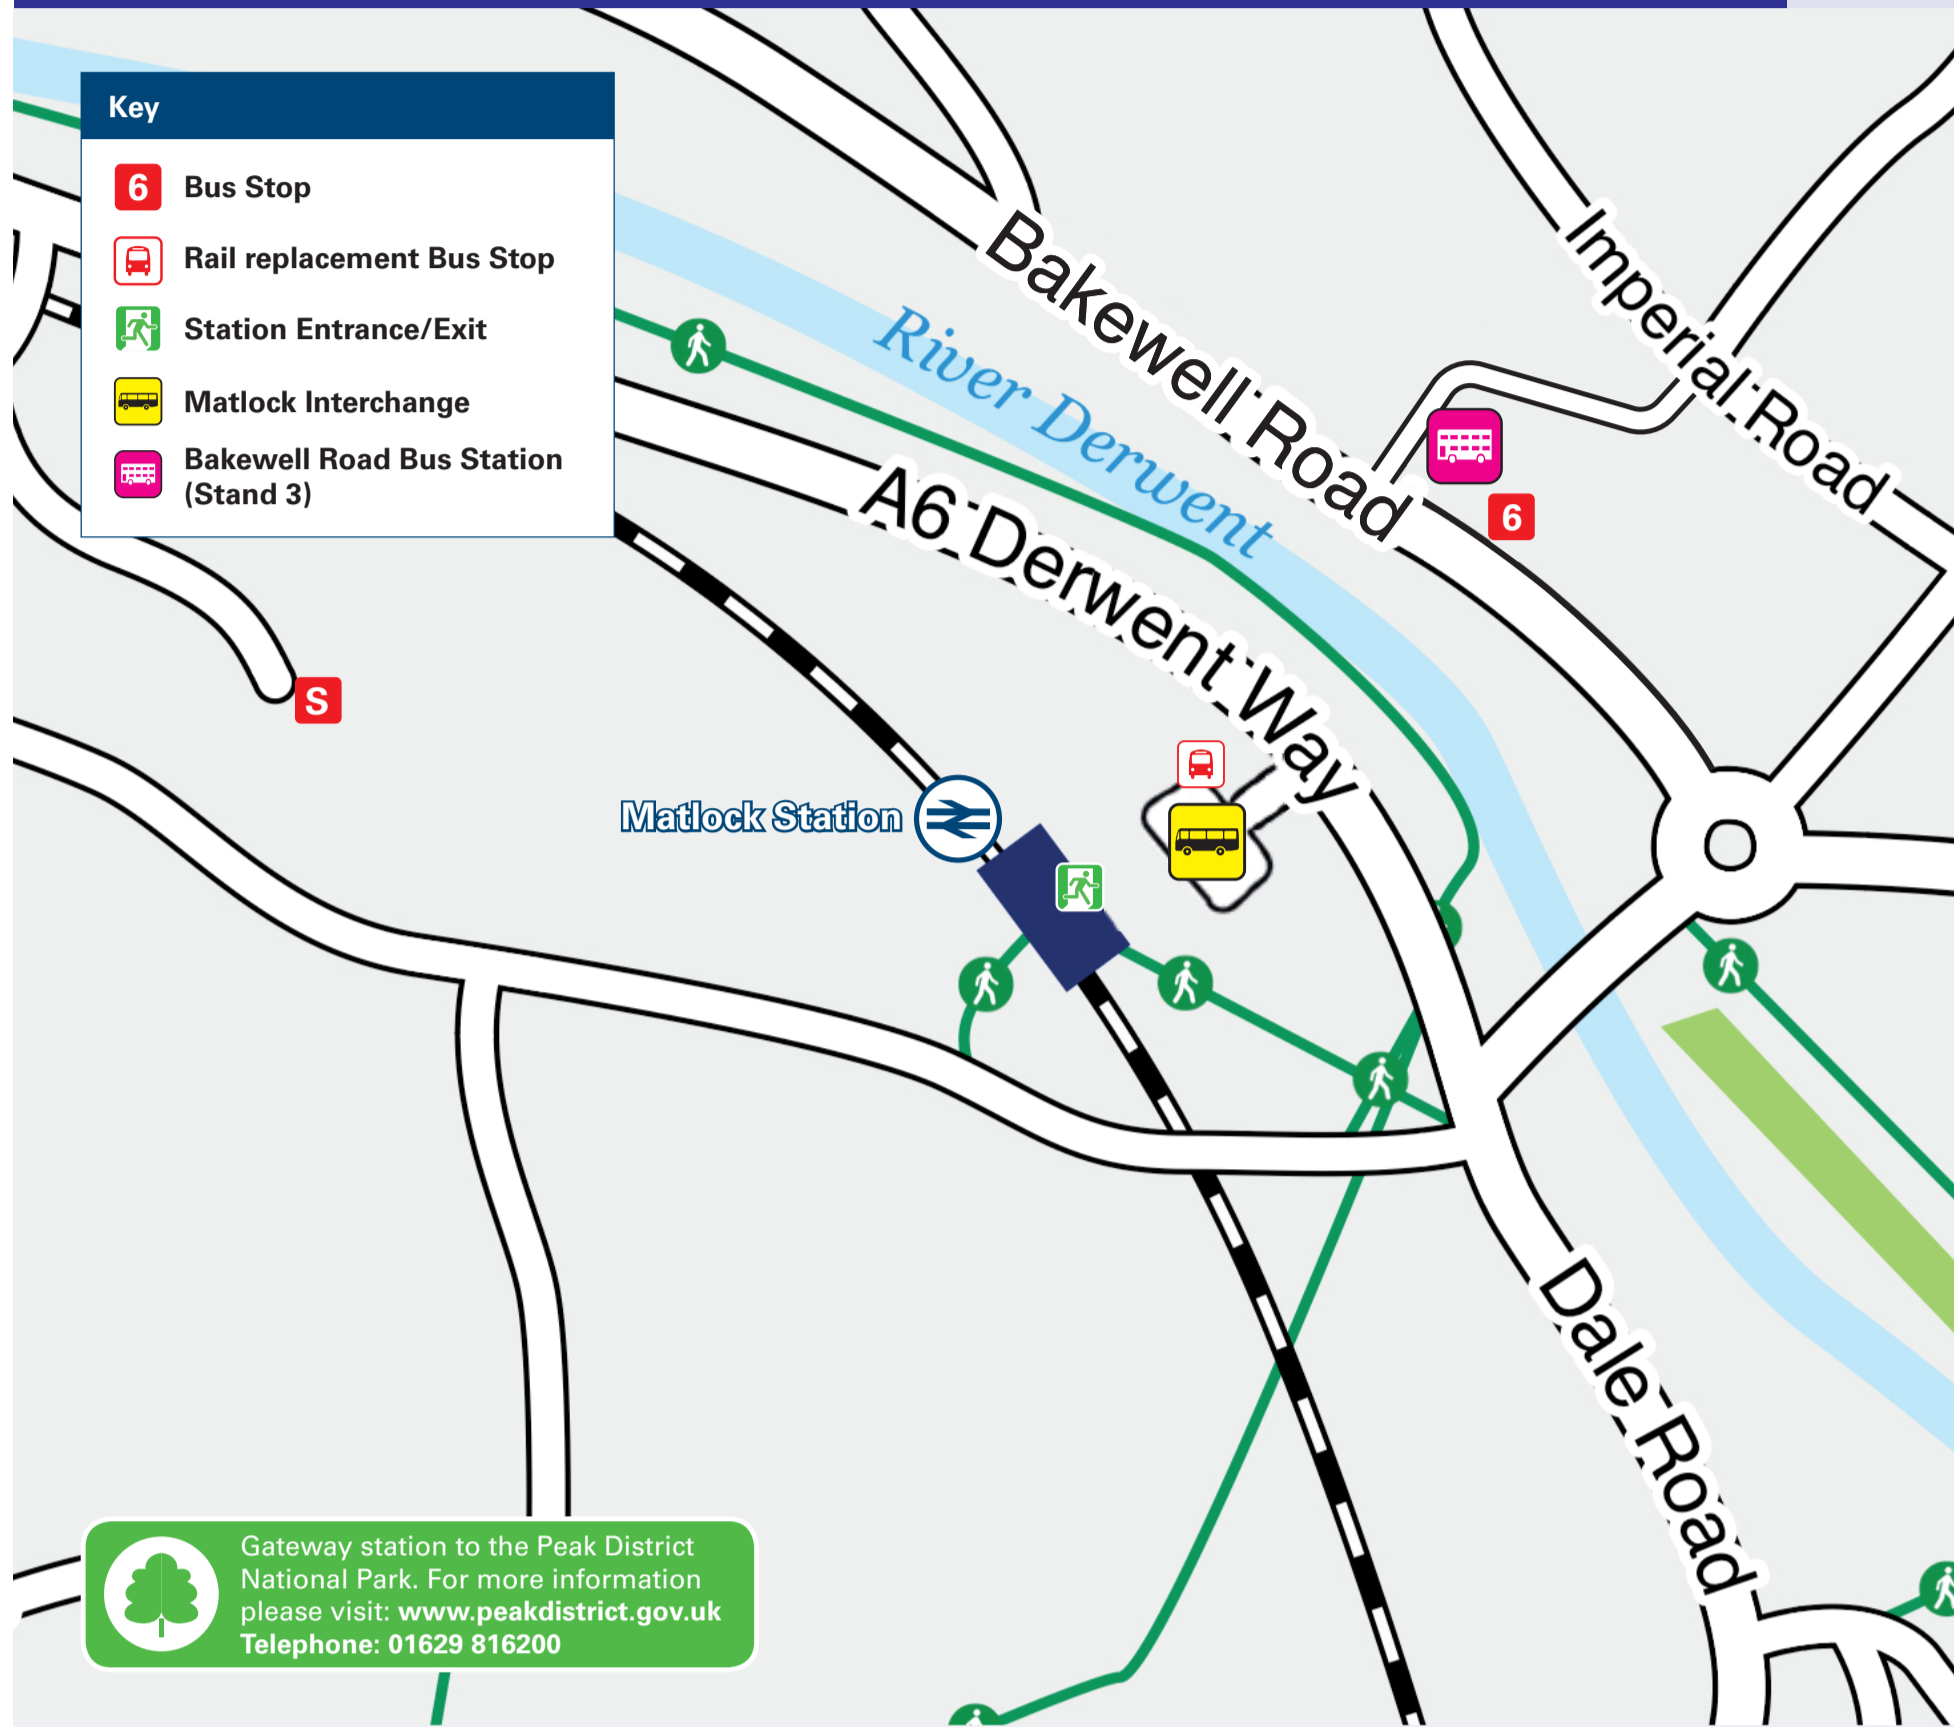 Key
6 Bus Stop
Rail replacement Bus Stop
Station Entrance/Exit
Matlock Interchange
Bakewell Road Bus Station
(Stand 3)
Bakewell Road
Imperial Road
River Derwent
A6 Derwent Way
6
S
Matlock Station
Dale Road
Gateway station to the Peak District
National Park. For more information
please visit: www.peakdistrict.gov.uk
Telephone: 01629 816200